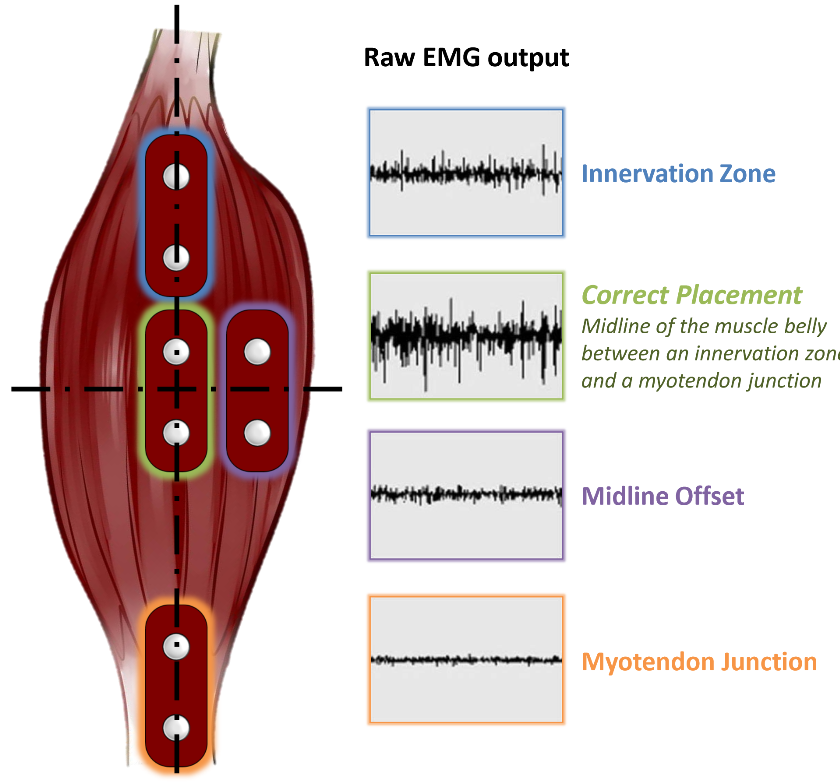 Raw EMG output
Innervation Zone
Correct Placement
Midline of the muscle belly
between an innervation zone
and a myotendon junction
Midline Offset
Myotendon Junction